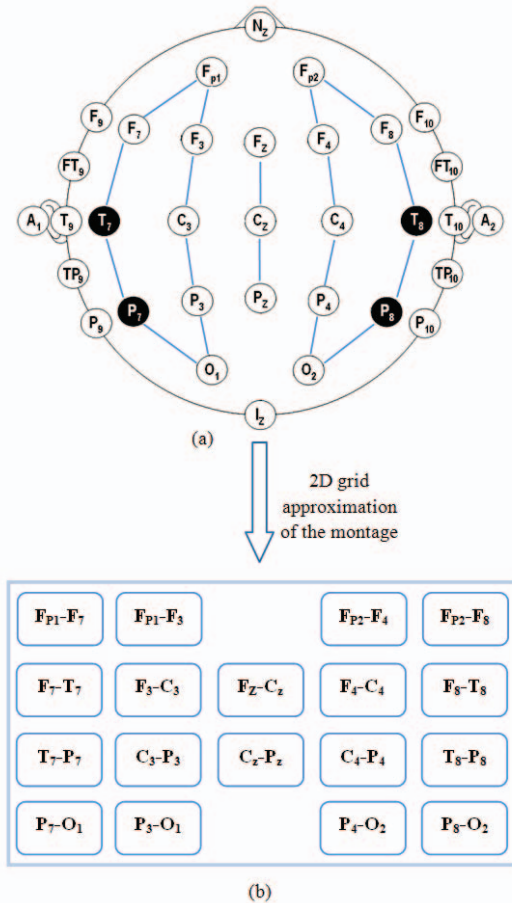 Nz
Fp1 Fp2
F9 F7 F3 Fz F4 F8 F10
FT9 FT10
A1 T9 T7 C3 Cz C4 T8 T10 A2
TP9 TP10
P9 P7 P3 Pz P4 P8 P10
O1 O2
Iz
(a)
2D grid
approximation
of the montage
FP1-F7 FP1-F3 FP2-F4 FP2-F8
F7-T7 F3-C3 FZ-Cz F4-C4 F8-T8
T7-P7 C3-P3 Cz-Pz C4-P4 T8-P8
P7-O1 P3-O1 P4-O2 P8-O2
(b)